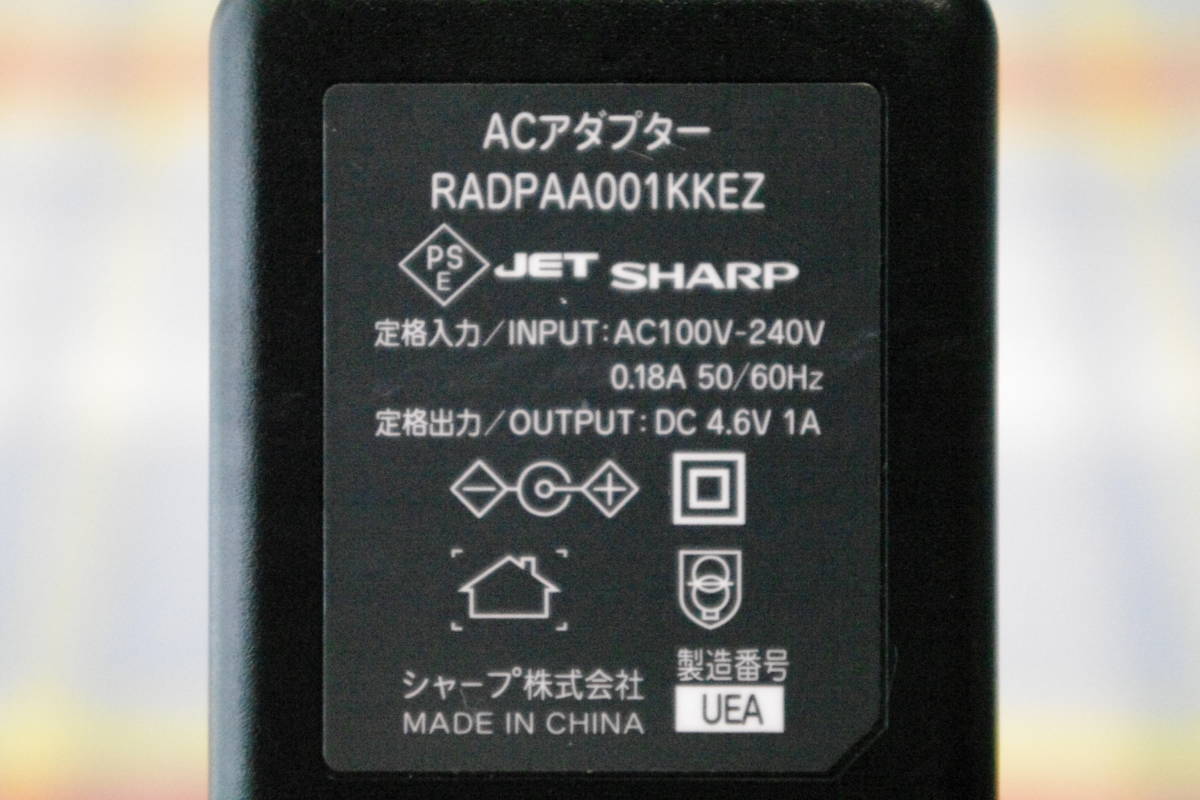 ACアダプター
RADPAA001KKEZ
PS E JET SHARP
定格入力/INPUT:AC100V-240V
0.18A 50/60Hz
定格出力/OUTPUT:DC 4.6V 1A
シャープ株式会社
MADE IN CHINA
製造番号
UEA